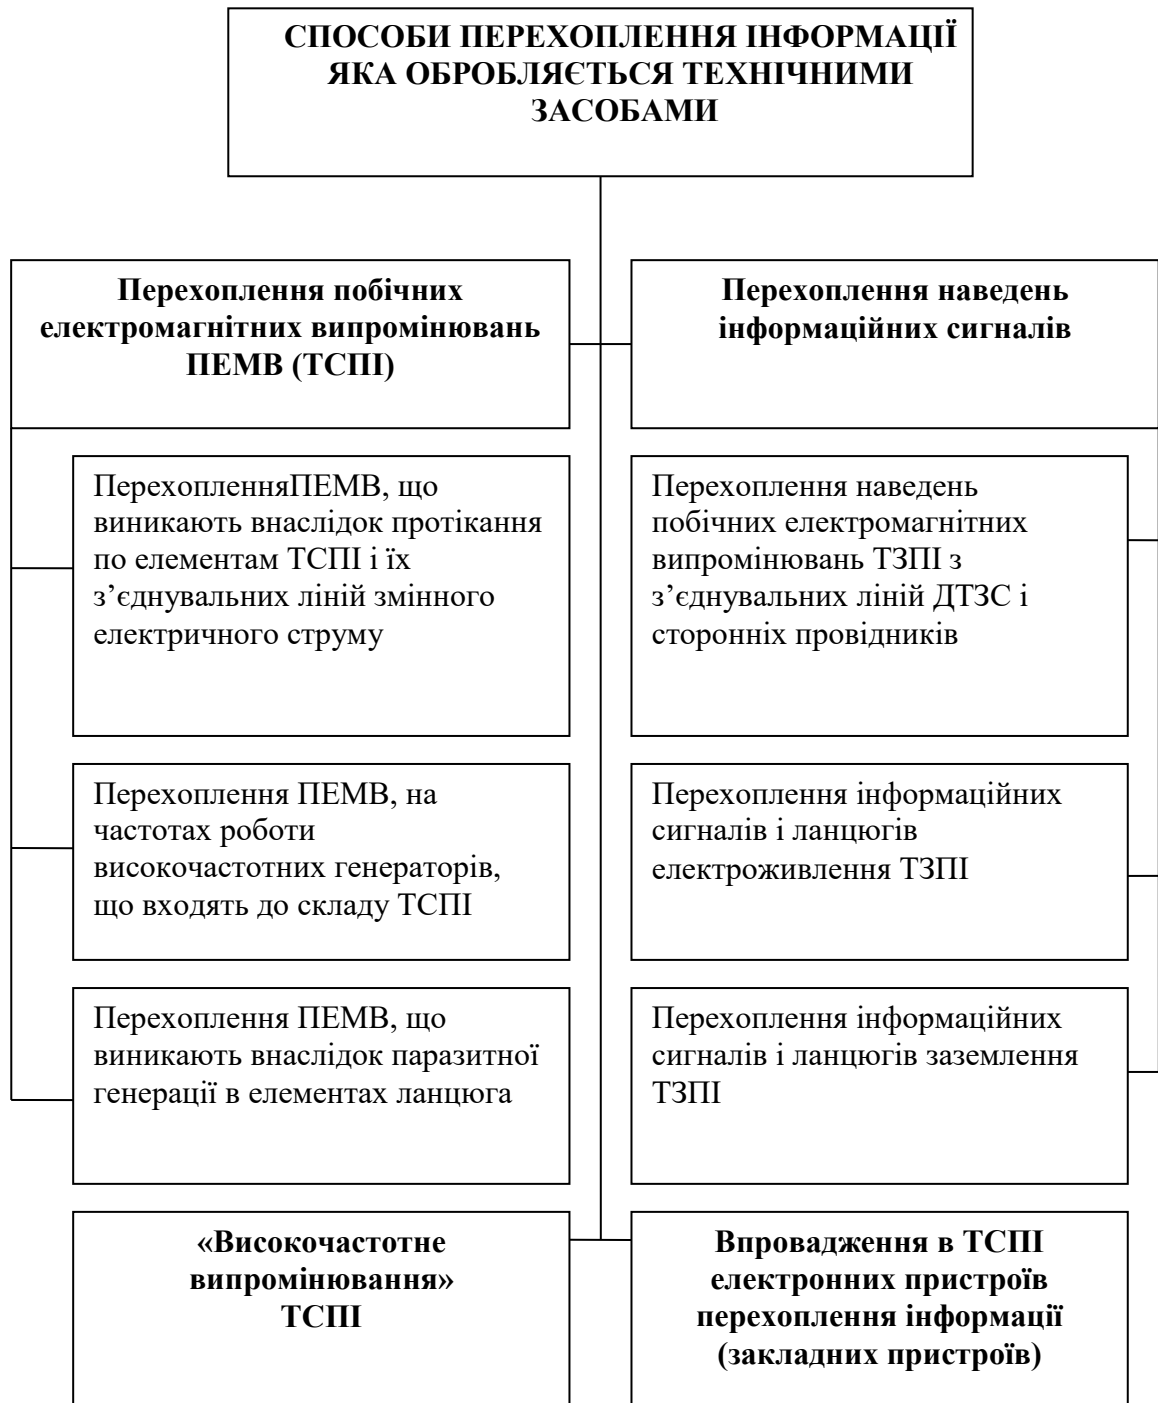 СПОСОБИ ПЕРЕХОПЛЕННЯ ІНФОРМАЦІЇ
ЯКА ОБРОБЛЯЄТЬСЯ ТЕХНІЧНИМИ
ЗАСОБАМИ
Перехоплення побічних
електромагнітних випромінювань
ПЕМВ (ТСПІ)
Перехоплення наведень
інформаційних сигналів
ПерехопленняПЕМВ, що
виникають внаслідок протікання
по елементам ТСПІ і їх
з’єднувальних ліній змінного
електричного струму
Перехоплення наведень
побічних електромагнітних
випромінювань ТЗПІ з
з’єднувальних ліній ДТЗС і
сторонніх провідників
Перехоплення ПЕМВ, на
частотах роботи
високочастотних генераторів,
що входять до складу ТСПІ
Перехоплення інформаційних
сигналів і ланцюгів
електроживлення ТЗПІ
Перехоплення ПЕМВ, що
виникають внаслідок паразитної
генерації в елементах ланцюга
Перехоплення інформаційних
сигналів і ланцюгів заземлення
ТЗПІ
«Високочастотне
випромінювання»
ТСПІ
Впровадження в ТСПІ
електронних пристроїв
перехоплення інформації
(закладних пристроїв)